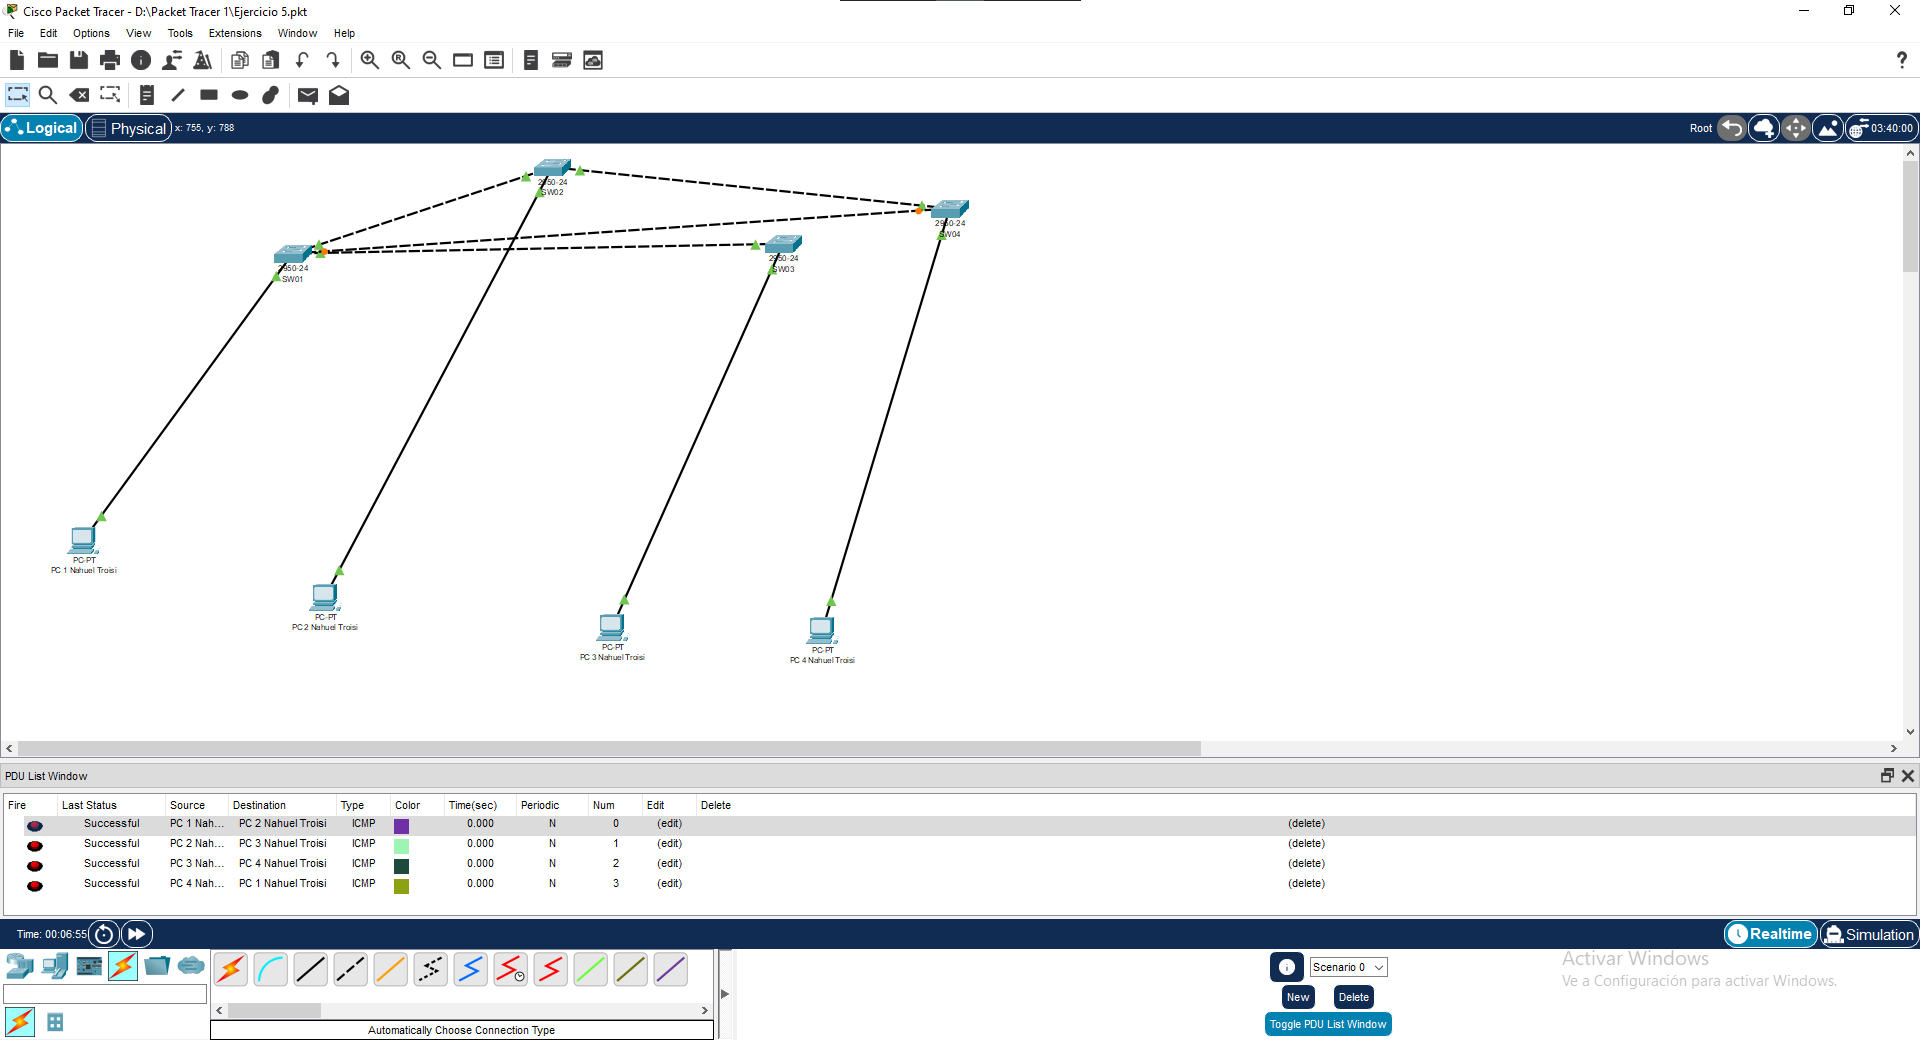 Cisco Packet Tracer - D:\Packet Tracer 1\Ejercicio 5.pkt
File Edit Options View Tools Extensions Window Help
Logical Physical x: 755, y: 788 Root 03:40:00
2950-24
SW02
2950-24
SW04
2950-24
SW03
2950-24
SW01
PC-PT
PC 1 Nahuel Troisi
PC-PT
PC 2 Nahuel Troisi
PC-PT
PC 3 Nahuel Troisi
PC-PT
PC 4 Nahuel Troisi
PDU List Window
Fire Last Status Source Destination Type Color Time(sec) Periodic Num Edit Delete
Successful PC 1 Nah... PC 2 Nahuel Troisi ICMP 0.000 N 0 (edit) (delete)
Successful PC 2 Nah... PC 3 Nahuel Troisi ICMP 0.000 N 1 (edit) (delete)
Successful PC 3 Nah... PC 4 Nahuel Troisi ICMP 0.000 N 2 (edit) (delete)
Successful PC 4 Nah... PC 1 Nahuel Troisi ICMP 0.000 N 3 (edit) (delete)
Time: 00:06:55 Realtime Simulation
Scenario 0
New Delete
Toggle PDU List Window
Automatically Choose Connection Type
Activar Windows
Ve a Configuración para activar Windows.